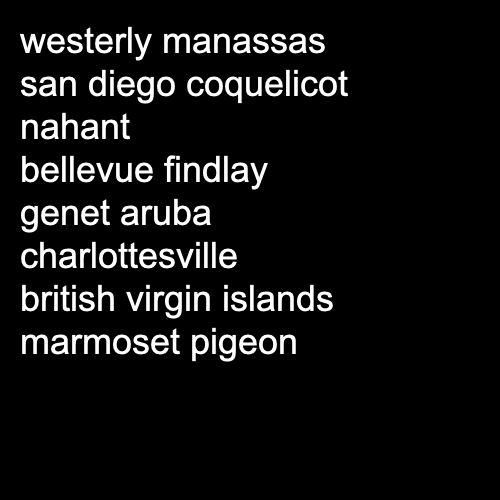 westerly manassas
san diego coquelicot
nahant
bellevue findlay
genet aruba
charlottesville
british virgin islands
marmoset pigeon